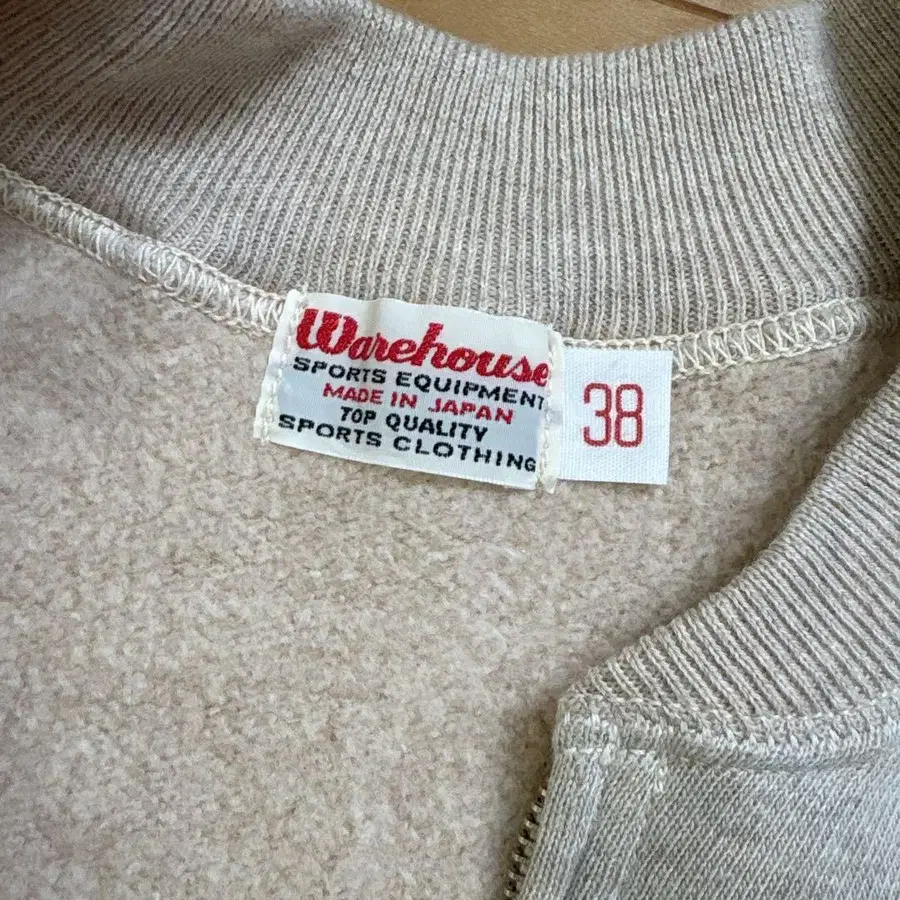 Warehouse
SPORTS EQUIPMENT
MADE IN JAPAN
TOP QUALITY
SPORTS CLOTHING
38